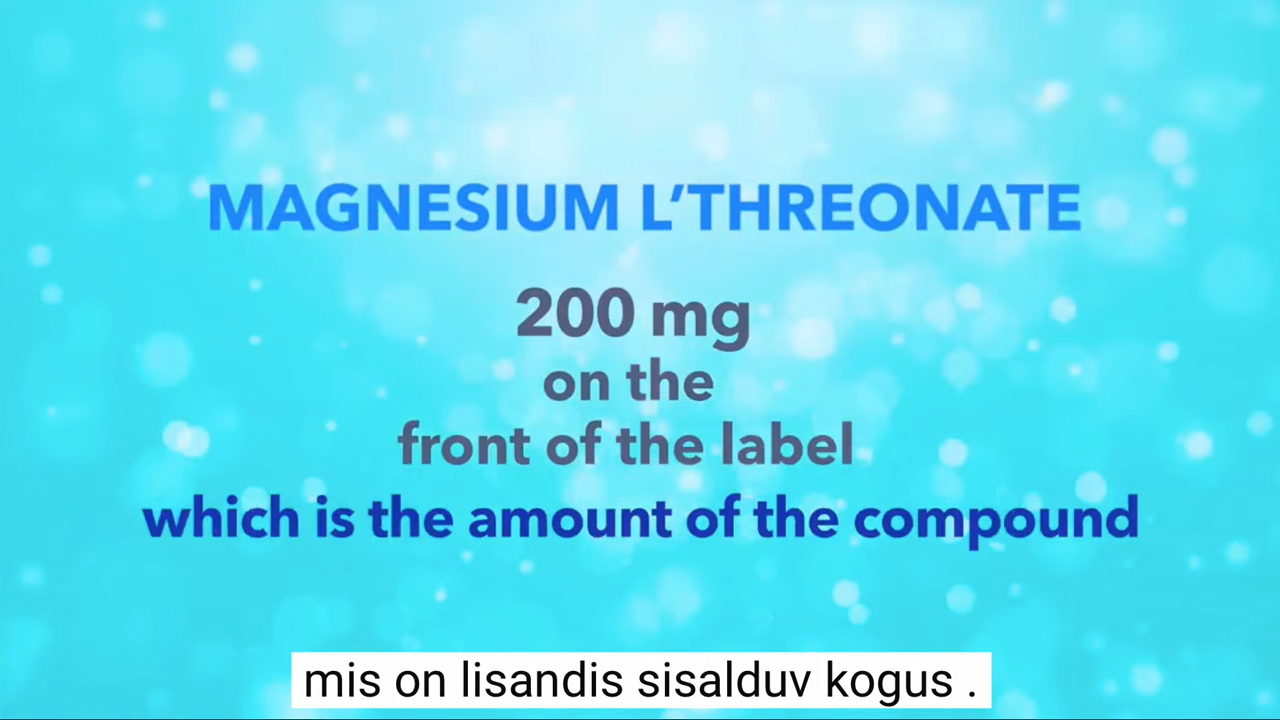 MAGNESIUM L’THREONATE
200 mg
on the
front of the label
which is the amount of the compound
mis on lisandis sisalduv kogus .